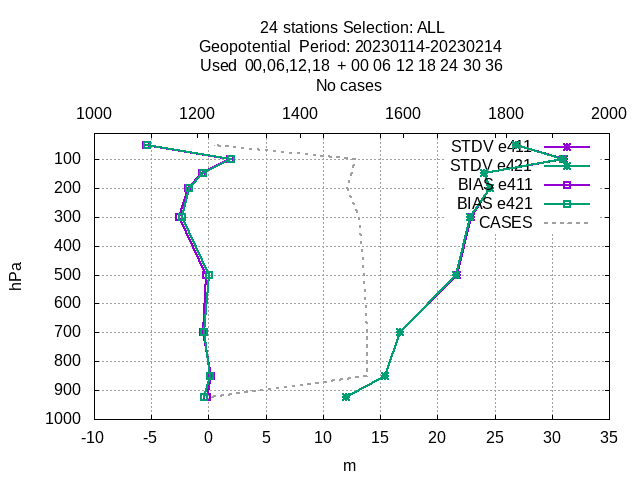 24 stations Selection: ALL
Geopotential  Period: 20230114-20230214
Used  00,06,12,18  + 00 06 12 18 24 30 36
No cases
1000 1200 1400 1600 1800 2000
STDV e411
STDV e421
BIAS e411
BIAS e421
CASES
hPa
100
200
300
400
500
600
700
800
900
1000
-10 -5 0 5 10 15 20 25 30 35
m